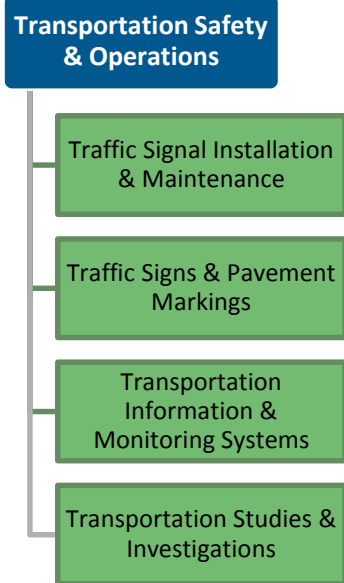 Transportation Safety
& Operations
Traffic Signal Installation
& Maintenance
Traffic Signs & Pavement
Markings
Transportation
Information &
Monitoring Systems
Transportation Studies &
Investigations